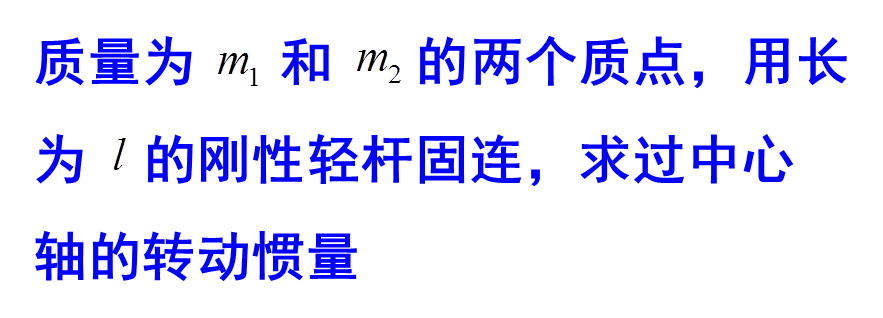 质量为 m₁ 和 m₂ 的两个质点，用长
为 l 的刚性轻杆固连，求过中心
轴的转动惯量